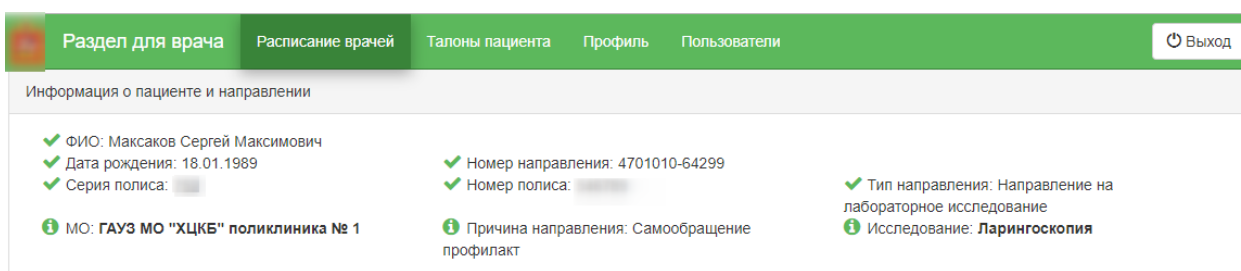 Раздел для врача Расписание врачей Талоны пациента Профиль Пользователи Выход
Информация о пациенте и направлении
ФИО: Максаков Сергей Максимович
Дата рождения: 18.01.1989 Номер направления: 4701010-64299
Серия полиса: Номер полиса: Тип направления: Направление на
лабораторное исследование
МО: ГАУЗ МО "ХЦКБ" поликлиника № 1 Причина направления: Самообращение Исследование: Ларингоскопия
профилакт